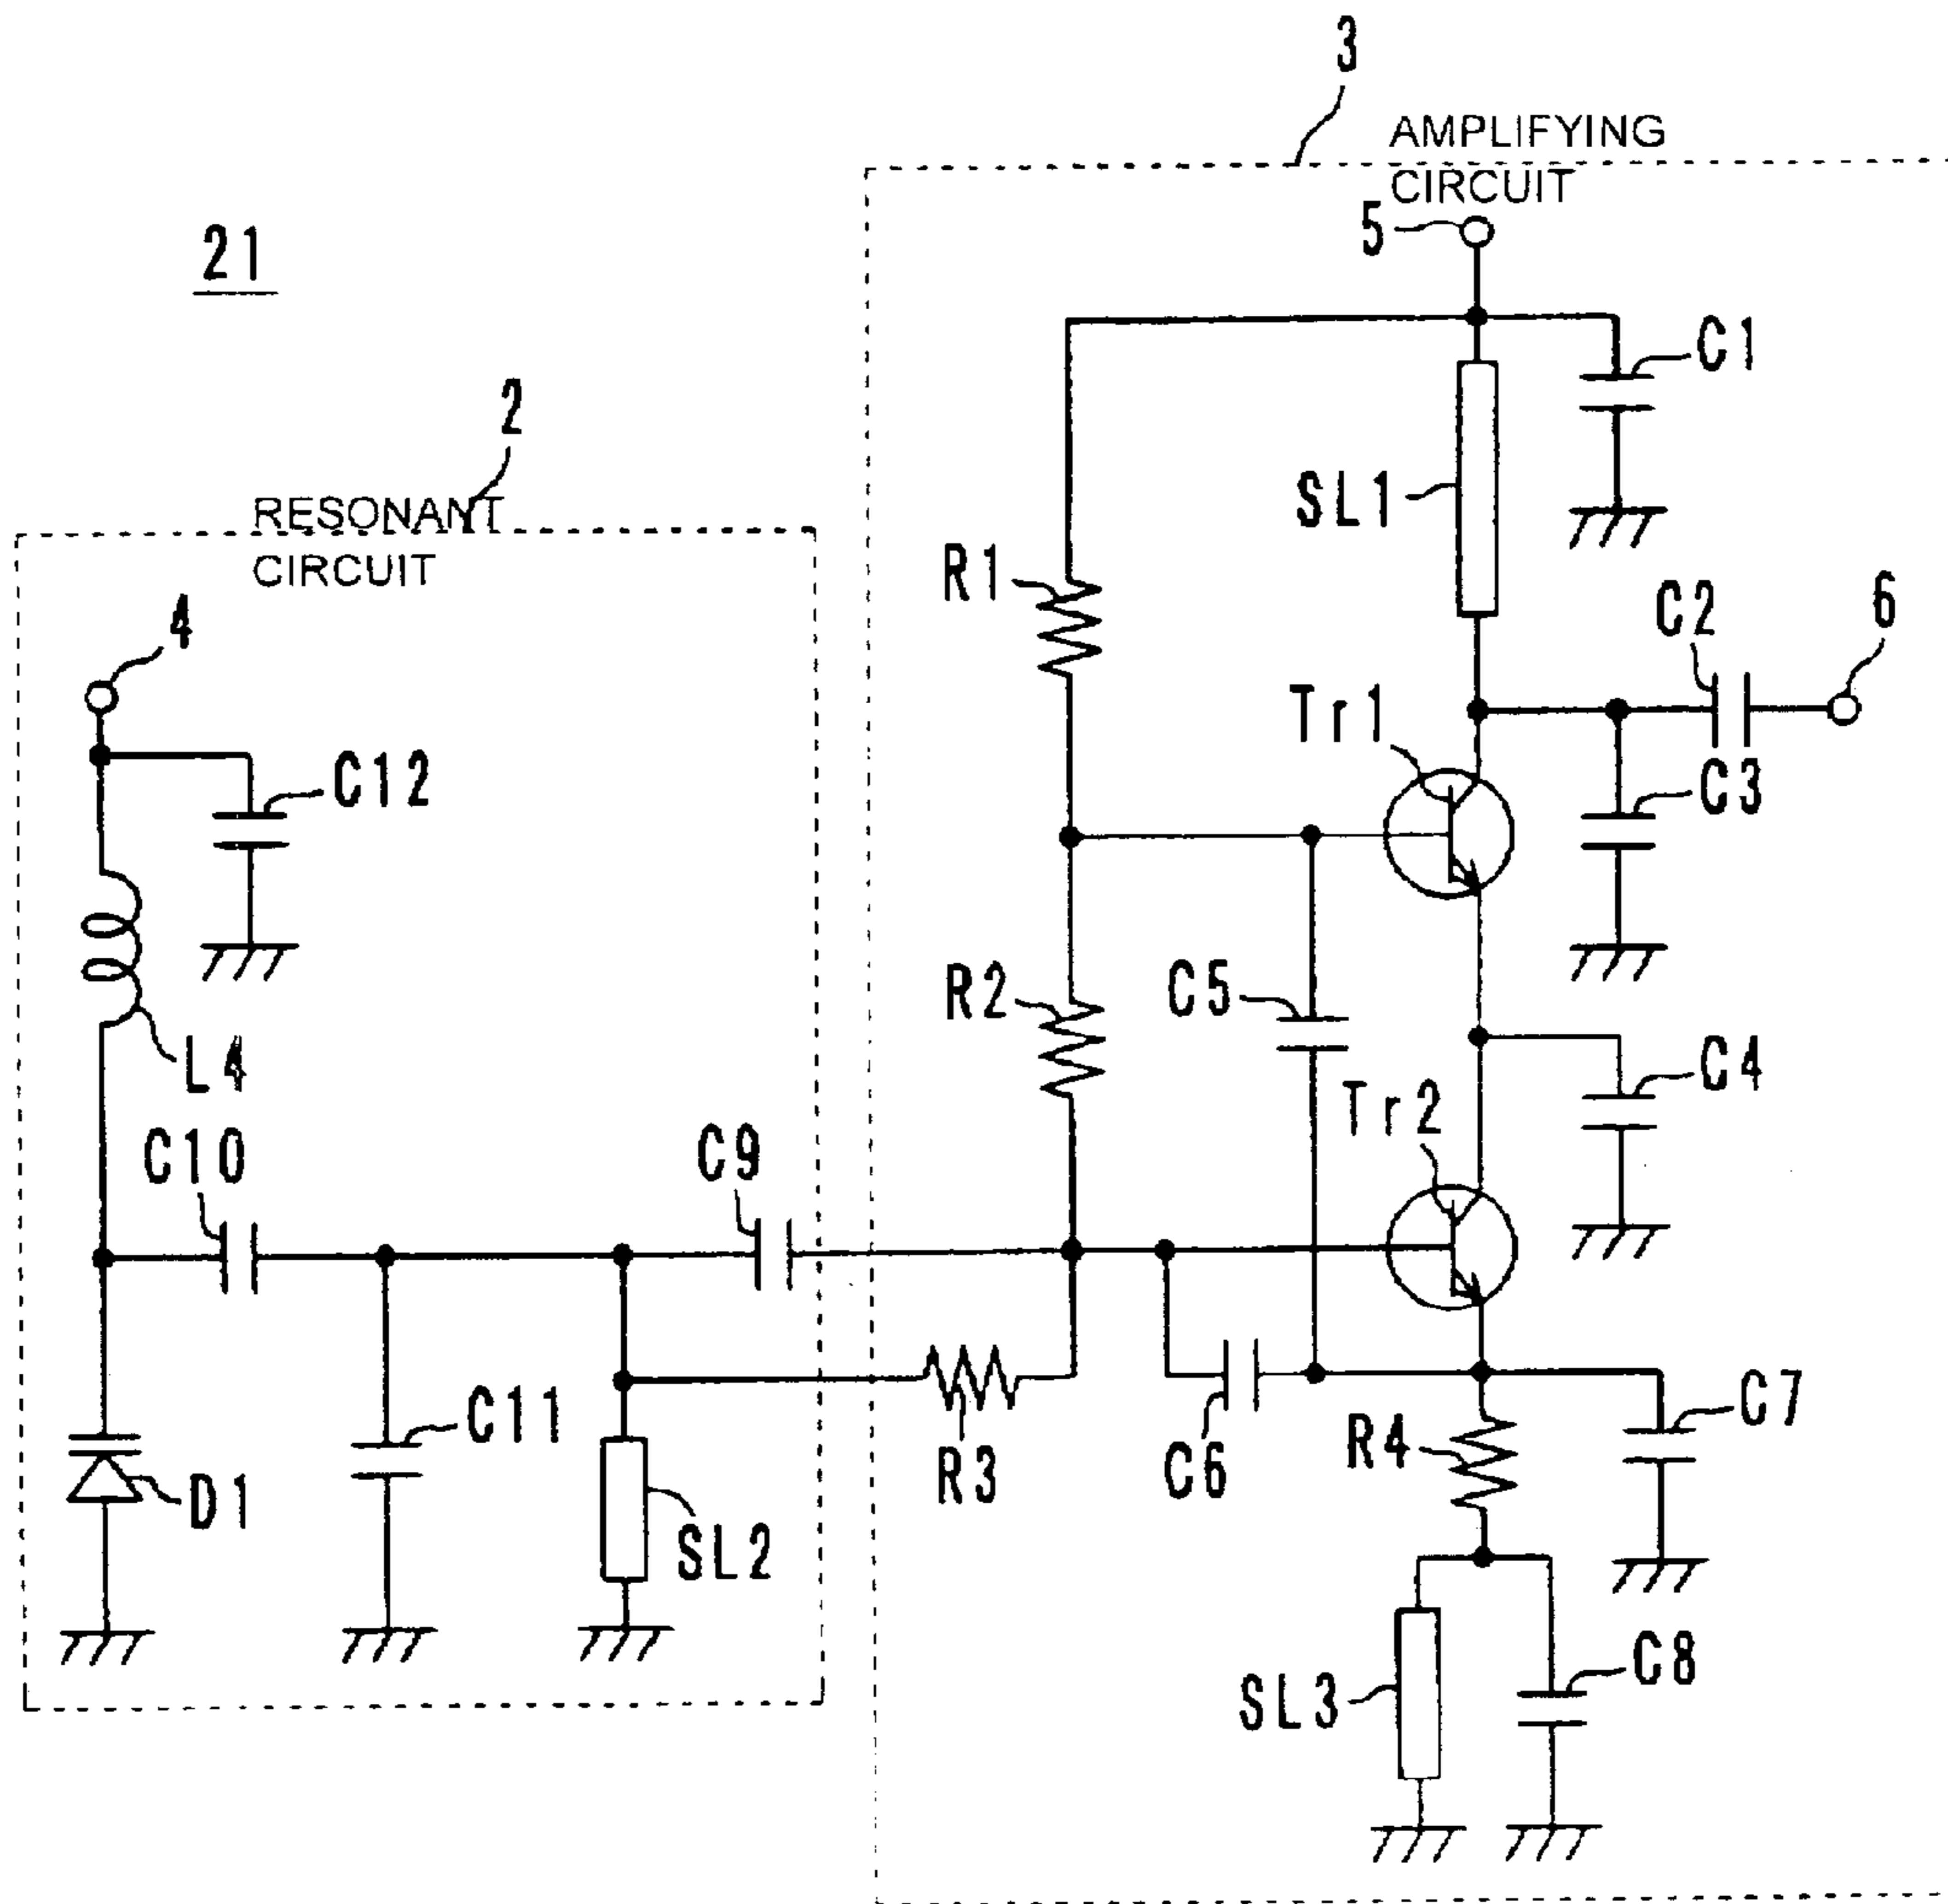 3
AMPLIFYING
CIRCUIT
5
21
C1
2
SL1
RESONANT
CIRCUIT
R1
C2
6
4
Tr1
C12
C3
R2
C5
L4
C4
Tr2
C10
C9
C11
R3
C6
R4
C7
D1
SL2
SL3
C8